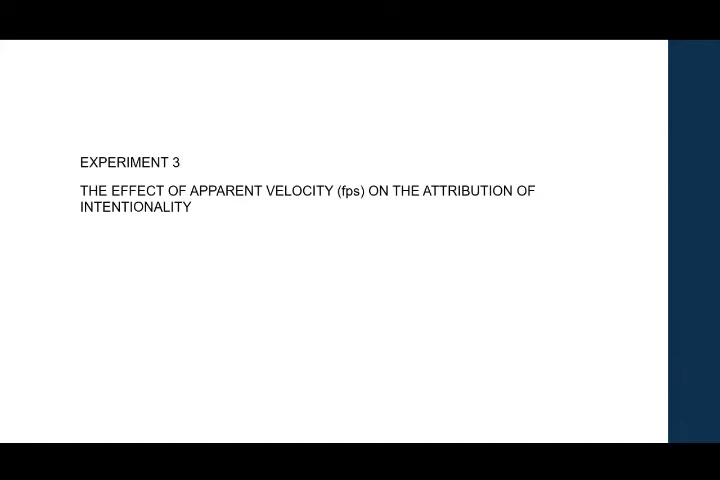 EXPERIMENT 3
THE EFFECT OF APPARENT VELOCITY (fps) ON THE ATTRIBUTION OF
INTENTIONALITY